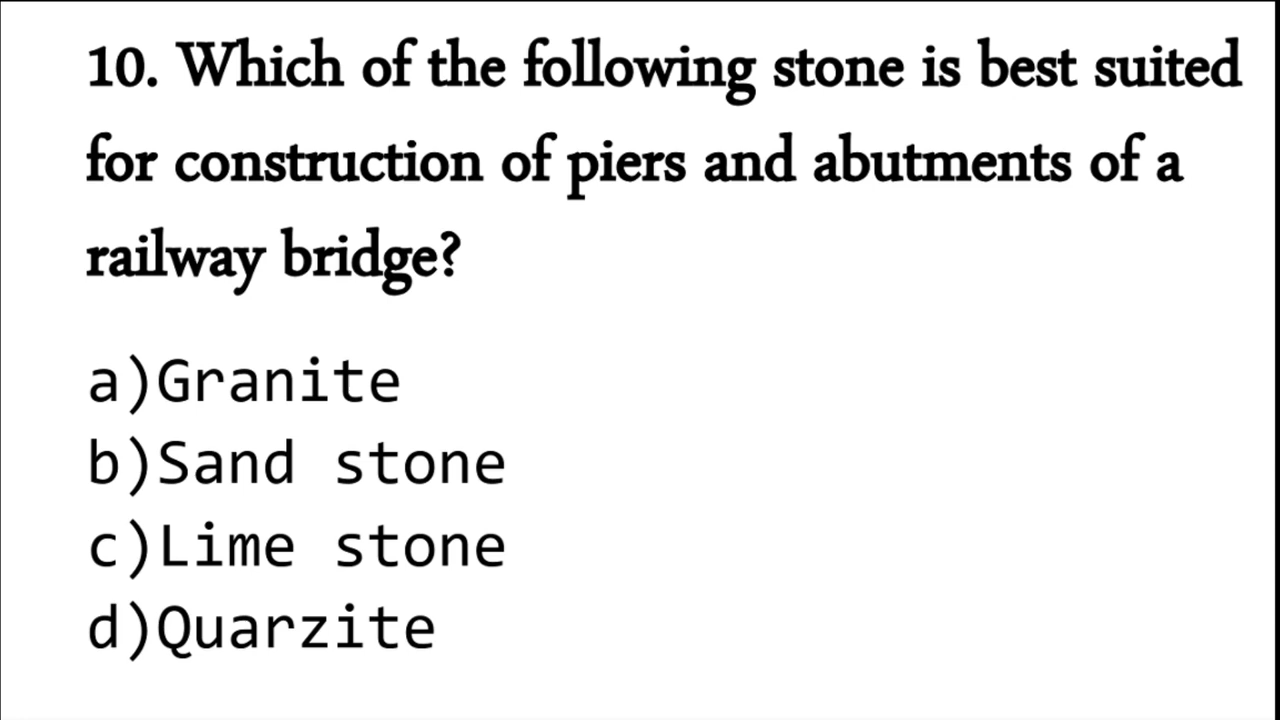 10. Which of the following stone is best suited
for construction of piers and abutments of a
railway bridge?
a)Granite
b)Sand stone
c)Lime stone
d)Quarzite